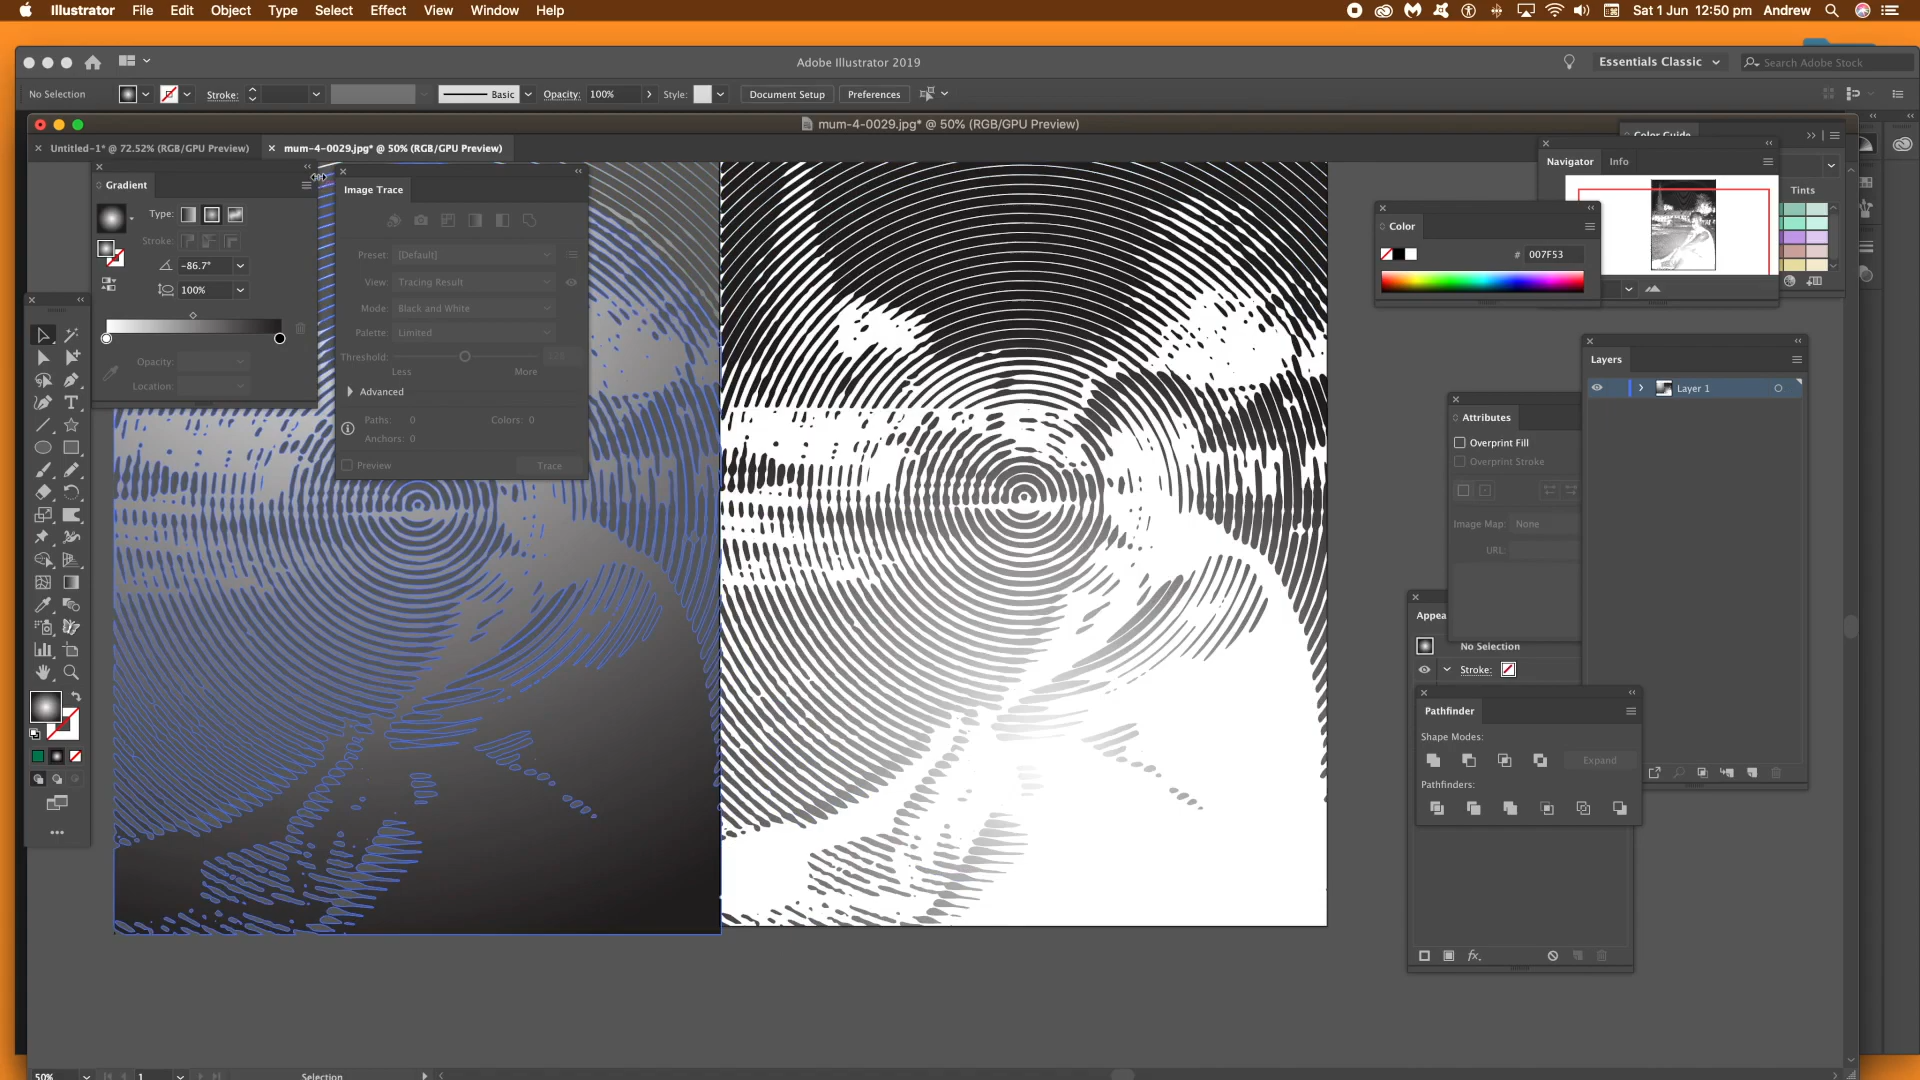 Illustrator File Edit Object Type Select Effect View Window Help
Sat 1 Jun 12:50 pm Andrew
Adobe Illustrator 2019
Essentials Classic
Search Adobe Stock
No Selection
Stroke:
Basic
Opacity: 100%
Style:
Document Setup
Preferences
mum-4-0029.jpg* @ 50% (RGB/GPU Preview)
Untitled-1* @ 72.52% (RGB/GPU Preview)
mum-4-0029.jpg* @ 50% (RGB/GPU Preview)
Gradient
Type:
Stroke:
-86.7°
100%
Opacity:
Location:
Image Trace
Preset: [Default]
View: Tracing Result
Mode: Black and White
Palette: Limited
Threshold:
Less More
Advanced
Paths: 0 Colors: 0
Anchors: 0
Preview
Trace
Color Guide
Navigator Info
Tints
Color
# 007F53
Layers
Layer 1
Attributes
Overprint Fill
Overprint Stroke
Image Map: None
URL:
Appea
No Selection
Stroke:
Pathfinder
Shape Modes:
Expand
Pathfinders:
fx
50%
1
Selection